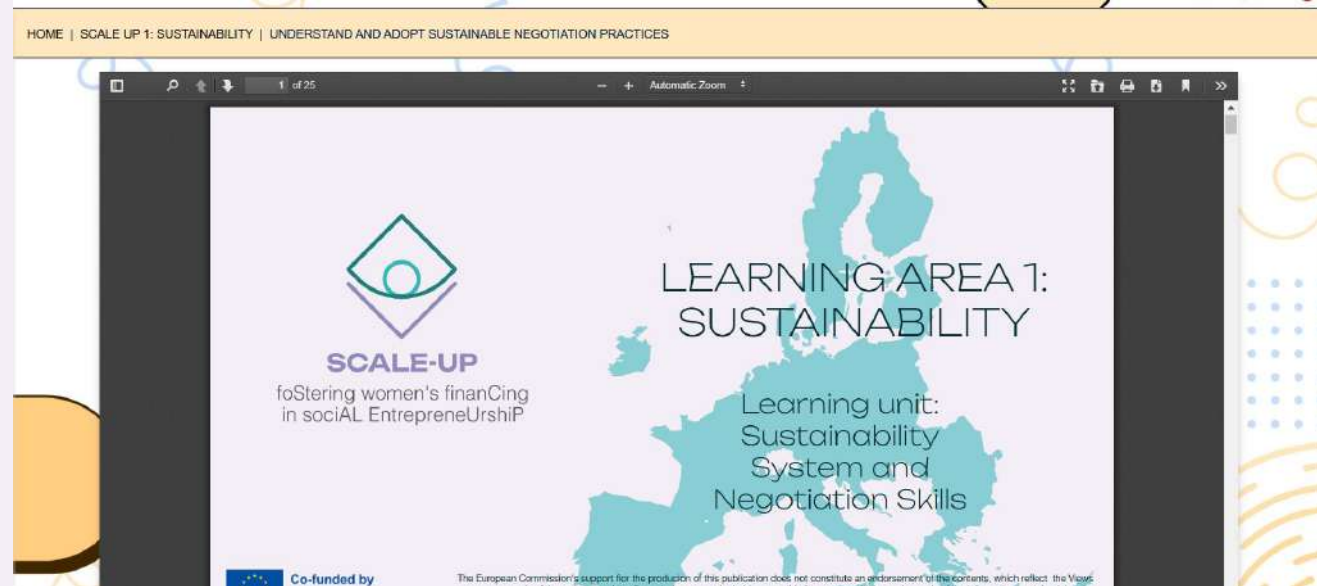 HOME | SCALE UP 1: SUSTAINABILITY | UNDERSTAND AND ADOPT SUSTAINABLE NEGOTIATION PRACTICES
1 of 25
Automatic Zoom
LEARNING AREA 1:
SUSTAINABILITY
SCALE-UP
foStering women's finanCing
in sociAL EntrepreneUrshiP
Learning unit:
Sustainability
System and
Negotiation Skills
Co-funded by
The European Commission's support for the production of this publication does not constitute an endorsement of the contents, which reflect the Views